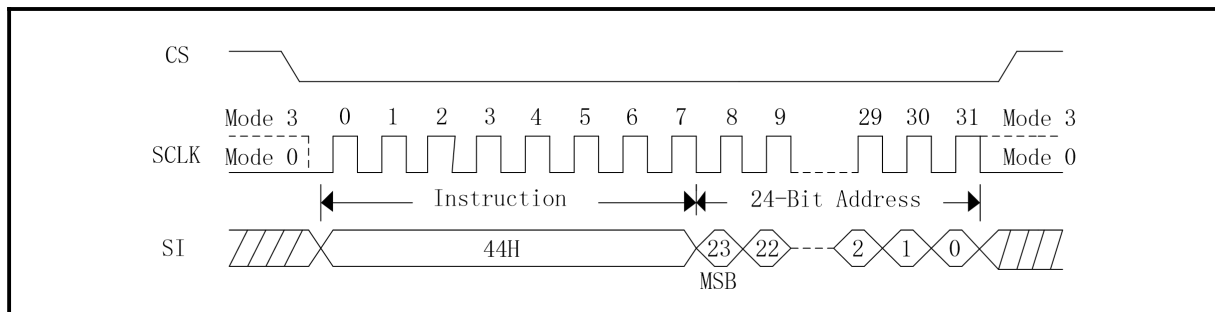 CS
Mode 3 0 1 2 3 4 5 6 7 8 9 29 30 31 Mode 3
SCLK Mode 0 Mode 0
Instruction 24-Bit Address
SI 44H 23 22 2 1 0
MSB